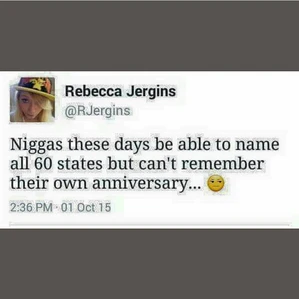 Rebecca Jergins
@RJergins
Niggas these days be able to name
all 60 states but can't remember
their own anniversary... 😒
2:36 PM · 01 Oct 15